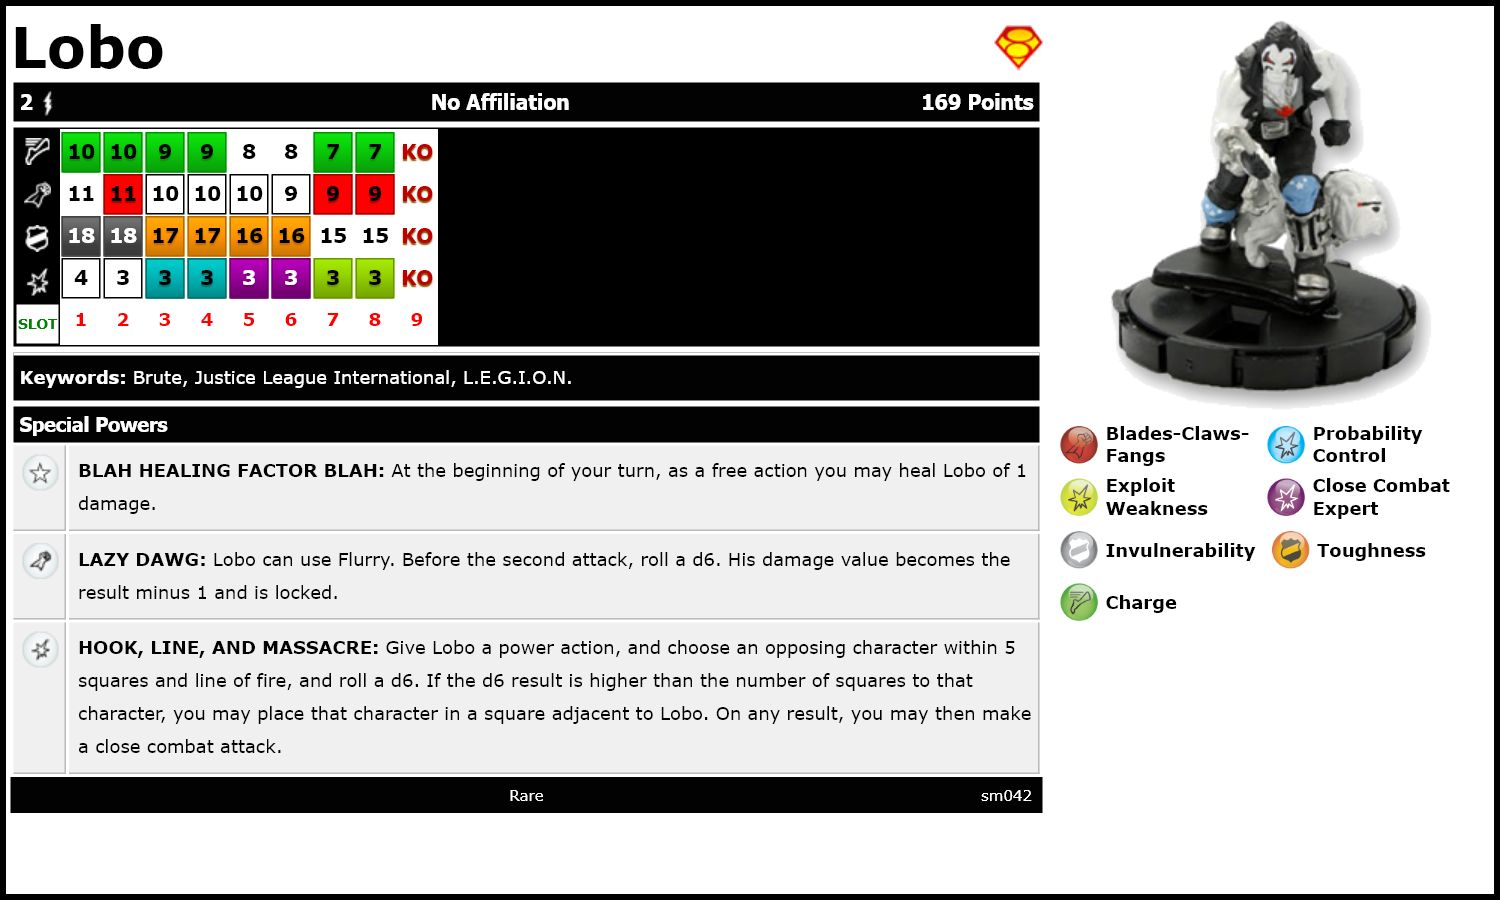 Lobo
2 No Affiliation 169 Points
10 10 9 9 8 8 7 7 KO
11 11 10 10 10 9 9 9 KO
18 18 17 17 16 16 15 15 KO
4 3 3 3 3 3 3 3 KO
SLOT 1 2 3 4 5 6 7 8 9
Keywords: Brute, Justice League International, L.E.G.I.O.N.
Special Powers
BLAH HEALING FACTOR BLAH: At the beginning of your turn, as a free action you may heal Lobo of 1
damage.
LAZY DAWG: Lobo can use Flurry. Before the second attack, roll a d6. His damage value becomes the
result minus 1 and is locked.
HOOK, LINE, AND MASSACRE: Give Lobo a power action, and choose an opposing character within 5
squares and line of fire, and roll a d6. If the d6 result is higher than the number of squares to that
character, you may place that character in a square adjacent to Lobo. On any result, you may then make
a close combat attack.
Rare sm042
Blades-Claws-
Fangs
Probability
Control
Exploit
Weakness
Close Combat
Expert
Invulnerability
Toughness
Charge